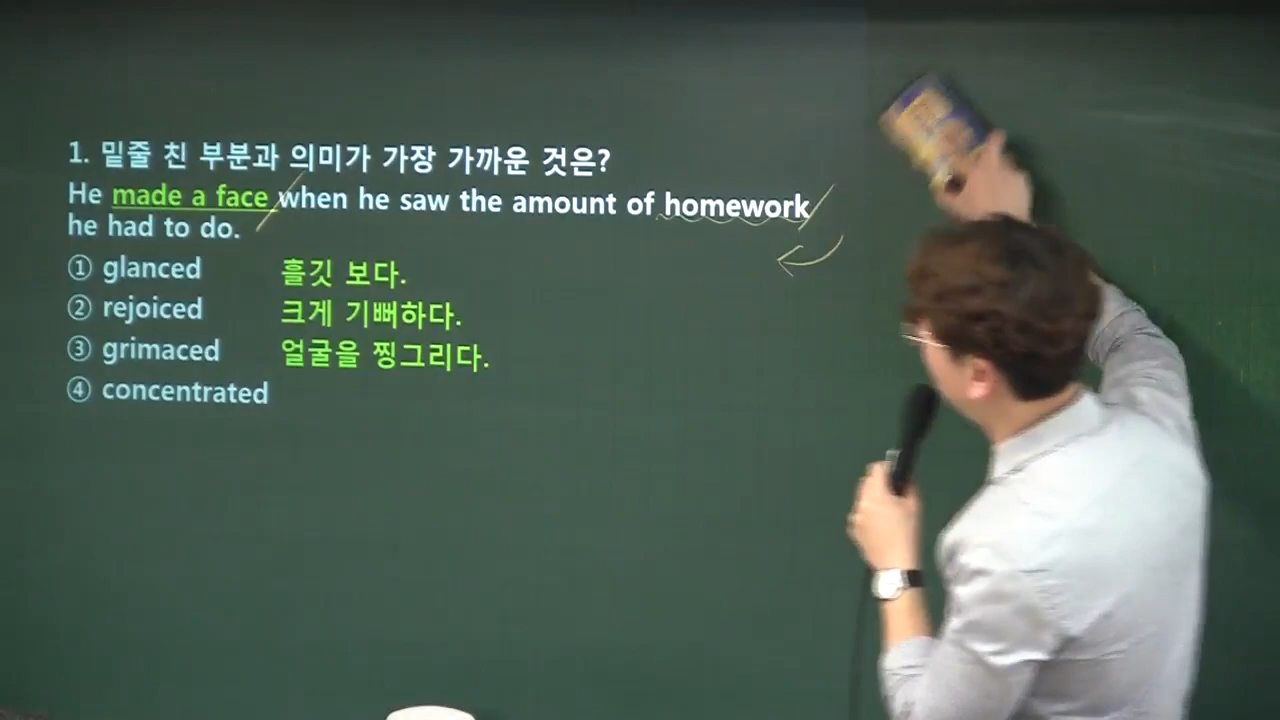 1. 밑줄 친 부분과 의미가 가장 가까운 것은?
He made a face when he saw the amount of homework
he had to do.
① glanced 흘깃 보다.
② rejoiced 크게 기뻐하다.
③ grimaced 얼굴을 찡그리다.
④ concentrated